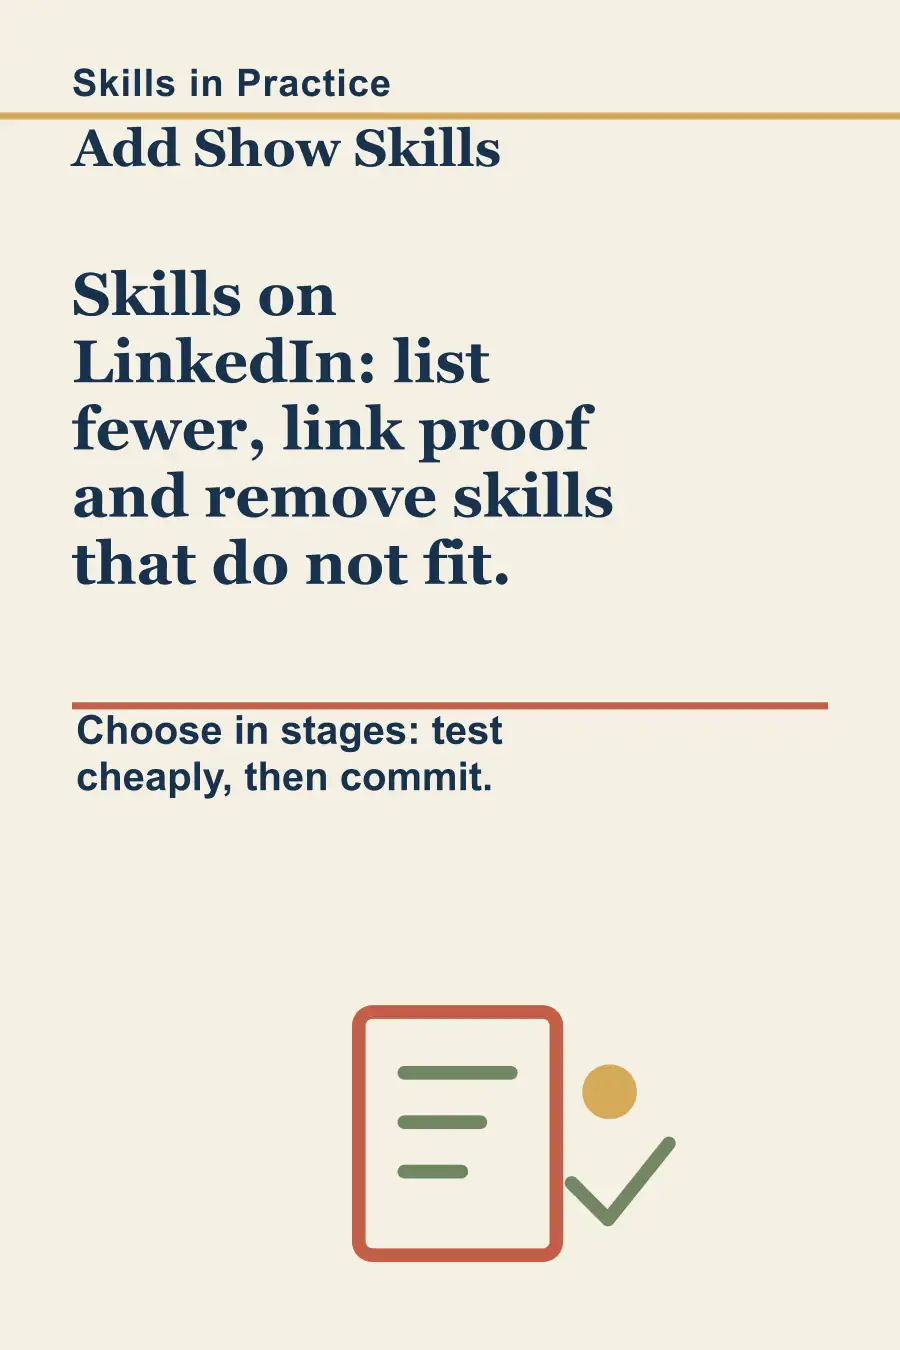 Skills in Practice
Add Show Skills
Skills on
LinkedIn: list
fewer, link proof
and remove skills
that do not fit.
Choose in stages: test
cheaply, then commit.